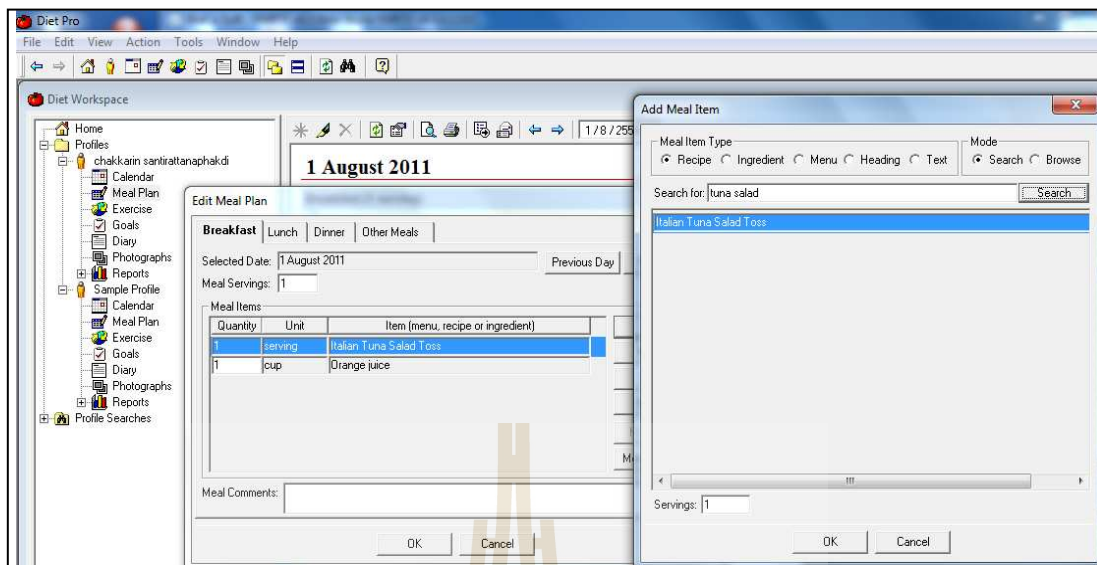 Diet Pro
File Edit View Action Tools Window Help
Diet Workspace
Home
Profiles
chakkarin santirattanaphakdi
Calendar
Meal Plan
Exercise
Goals
Diary
Photographs
Reports
Sample Profile
Calendar
Meal Plan
Exercise
Goals
Diary
Photographs
Reports
Profile Searches
1/8/255
1 August 2011
Edit Meal Plan
Breakfast Lunch Dinner Other Meals
Selected Date: 1 August 2011 Previous Day
Meal Servings: 1
Meal Items
Quantity Unit Item (menu, recipe or ingredient)
1 serving Italian Tuna Salad Toss
1 cup Orange juice
Meal Comments:
OK Cancel
Add Meal Item
Meal Item Type Mode
Recipe Ingredient Menu Heading Text Search Browse
Search for: tuna salad Search
Italian Tuna Salad Toss
Servings: 1
OK Cancel